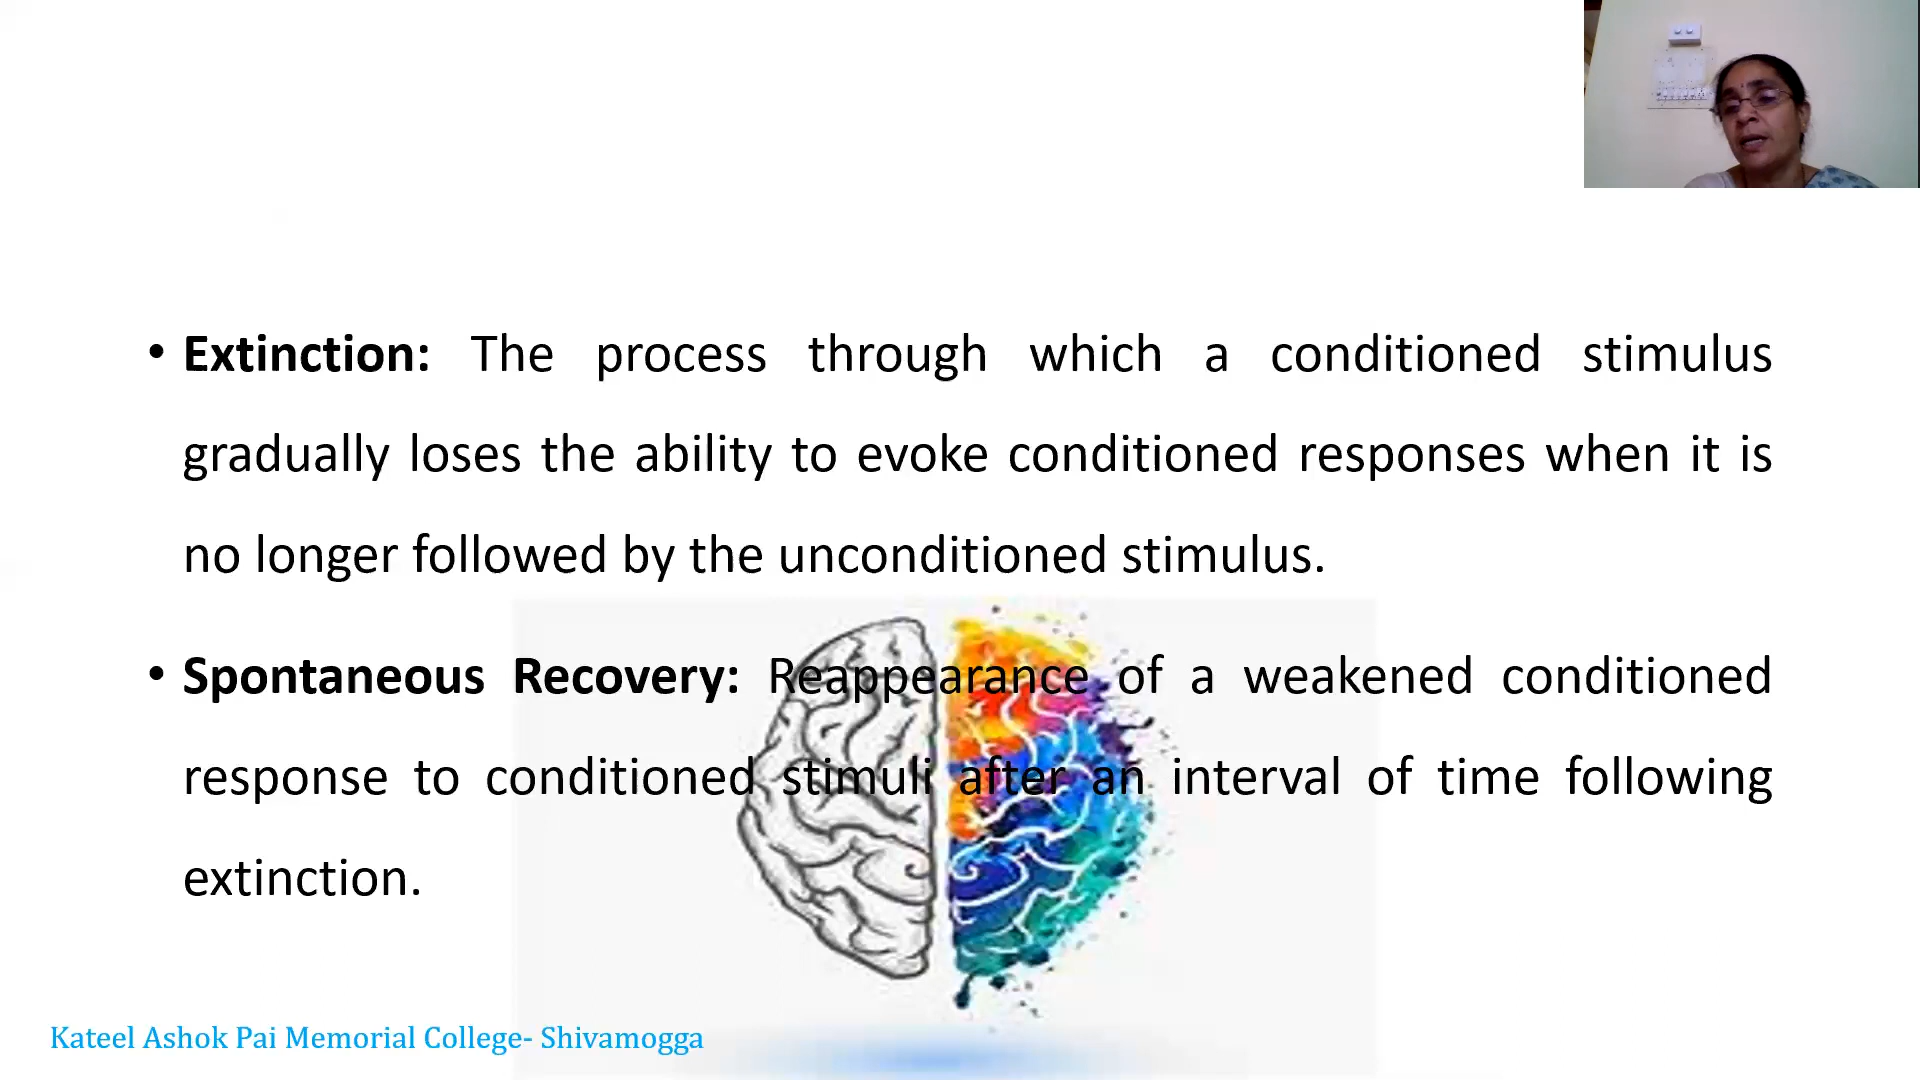 • Extinction: The process through which a conditioned stimulus
gradually loses the ability to evoke conditioned responses when it is
no longer followed by the unconditioned stimulus.
• Spontaneous Recovery: Reappearance of a weakened conditioned
response to conditioned stimuli after an interval of time following
extinction.
Kateel Ashok Pai Memorial College- Shivamogga